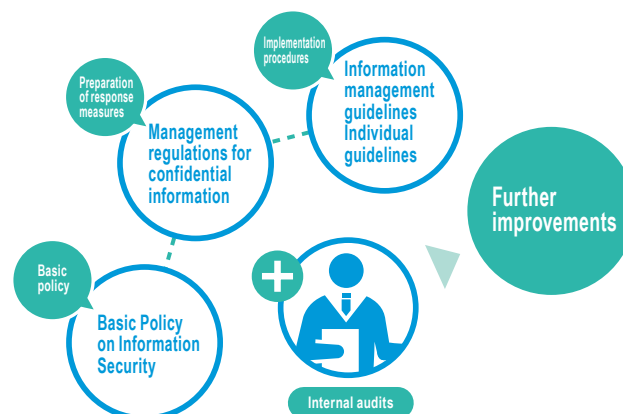 Implementation
procedures
Information
management
guidelines
Individual
guidelines
Preparation
of response
measures
Management
regulations for
confidential
information
Further
improvements
Basic
policy
Basic Policy
on Information
Security
Internal audits